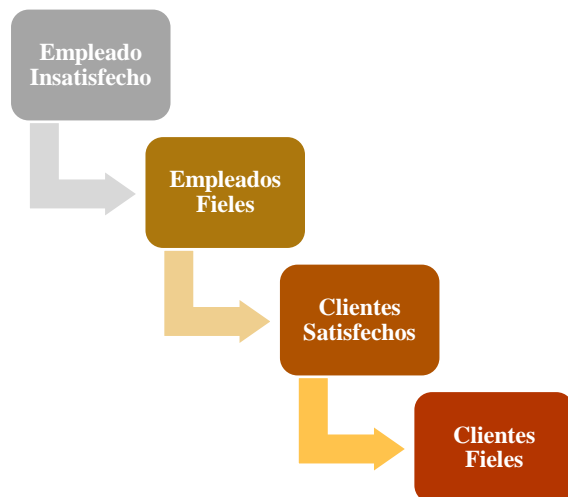 Empleado
Insatisfecho
Empleados
Fieles
Clientes
Satisfechos
Clientes
Fieles